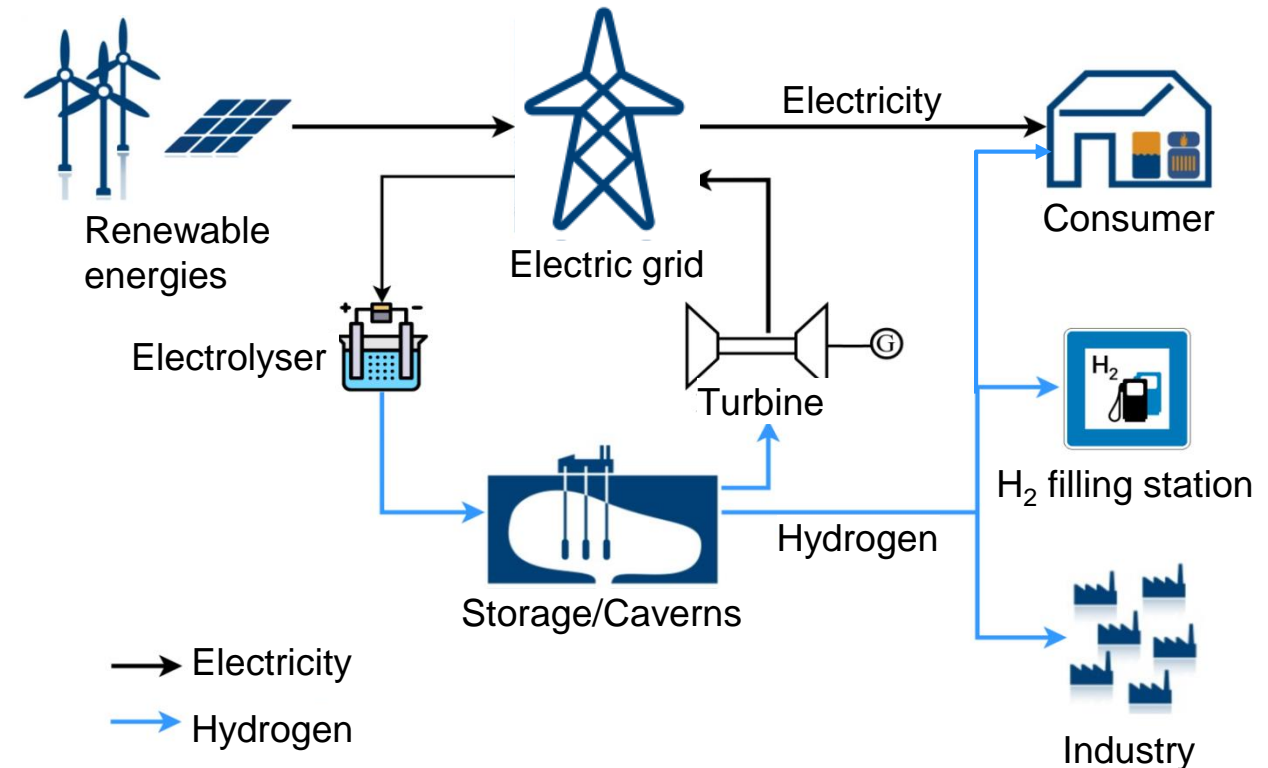 Electricity
Renewable
energies
Electric grid
Consumer
+ −
Electrolyser
G
Turbine
H₂
H₂ filling station
Hydrogen
Storage/Caverns
Electricity
Hydrogen
Industry